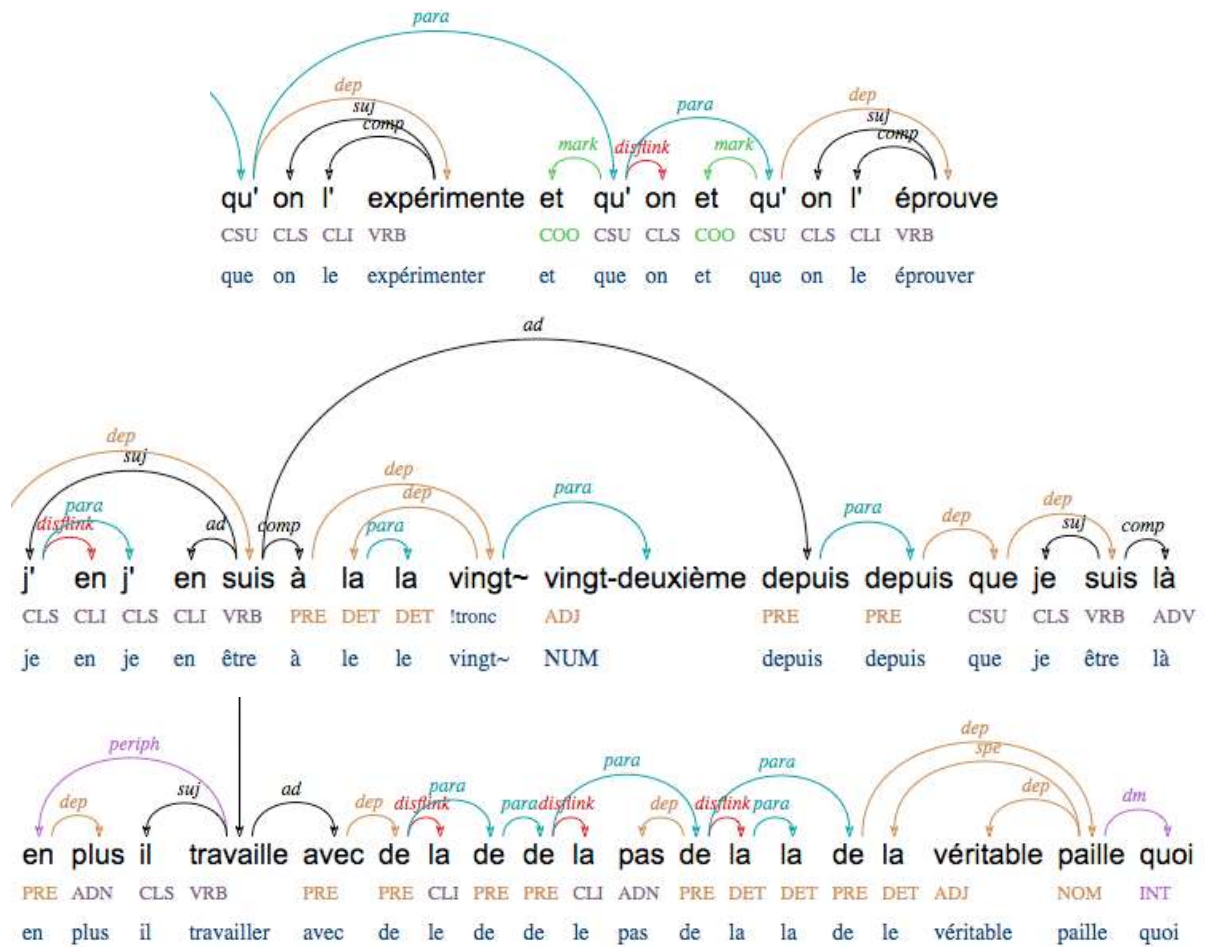 para
dep
para
dep
suj
suj
comp
mark
disflink
mark
comp
qu' on l' expérimente et qu' on et qu' on l' éprouve
CSU CLS CLI VRB COO CSU CLS COO CSU CLS CLI VRB
que on le expérimenter et que on et que on le éprouver
ad
dep
suj
dep
dep
para
para
para
dep
dep
disflink
ad
comp
para
suj
comp
j' en j' en suis à la la vingt~ vingt-deuxième depuis depuis que je suis là
CLS CLI CLS CLI VRB PRE DET DET !tronc ADJ PRE PRE CSU CLS VRB ADV
je en je en être à le le vingt~ NUM depuis depuis que je être là
periph
dep
spe
para
para
para
dep
suj
ad
dep
disflink
para
disflink
dep
disflink
para
dep
dm
en plus il travaille avec de la de de la pas de la la de la véritable paille quoi
PRE ADN CLS VRB PRE PRE CLI PRE PRE CLI ADN PRE DET DET PRE DET ADJ NOM INT
en plus il travailler avec de le de de le pas de la la de le véritable paille quoi